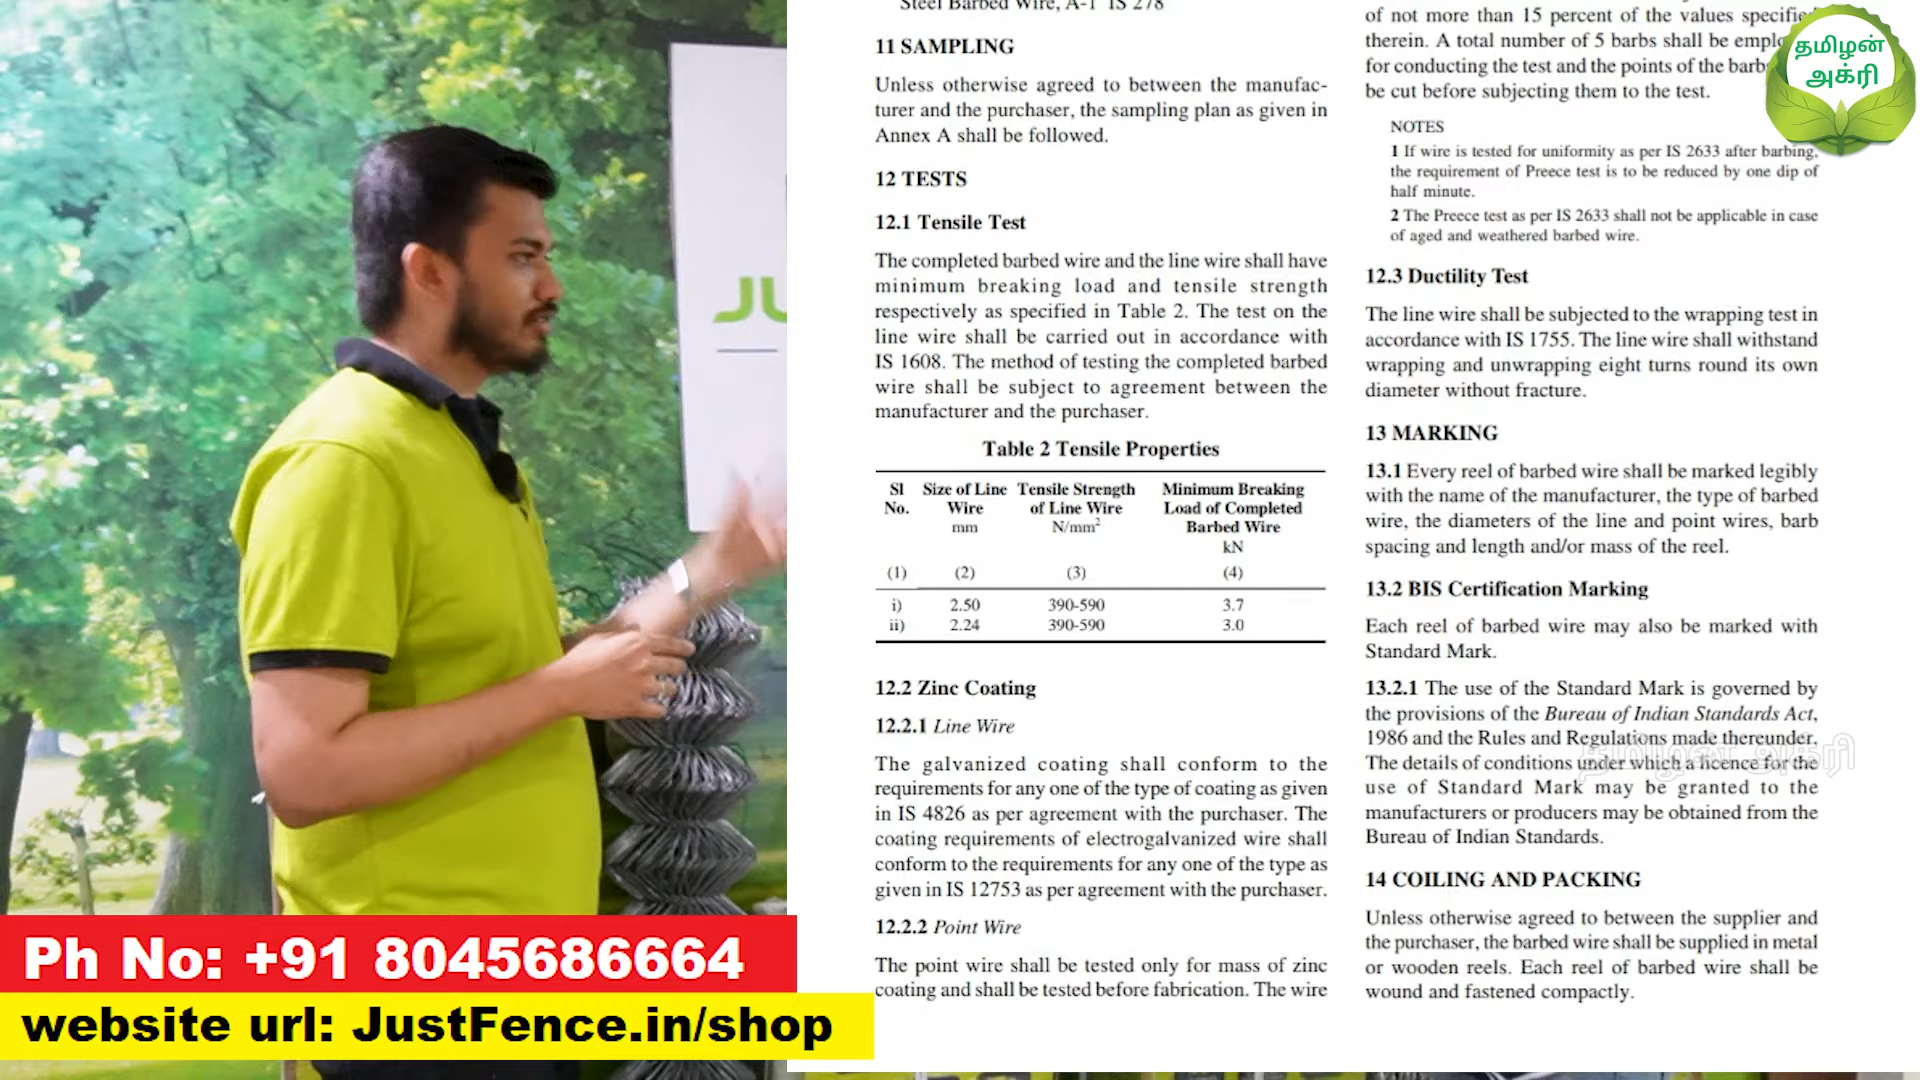 Steel Barbed Wire, A-1 IS 278
11 SAMPLING
Unless otherwise agreed to between the manufac-
turer and the purchaser, the sampling plan as given in
Annex A shall be followed.
12 TESTS
12.1 Tensile Test
The completed barbed wire and the line wire shall have
minimum breaking load and tensile strength
respectively as specified in Table 2. The test on the
line wire shall be carried out in accordance with
IS 1608. The method of testing the completed barbed
wire shall be subject to agreement between the
manufacturer and the purchaser.
Table 2 Tensile Properties
Sl No. Size of Line Wire mm Tensile Strength of Line Wire N/mm² Minimum Breaking Load of Completed Barbed Wire kN
(1) (2) (3) (4)
i) 2.50 390-590 3.7
ii) 2.24 390-590 3.0
12.2 Zinc Coating
12.2.1 Line Wire
The galvanized coating shall conform to the
requirements for any one of the type of coating as given
in IS 4826 as per agreement with the purchaser. The
coating requirements of electrogalvanized wire shall
conform to the requirements for any one of the type as
given in IS 12753 as per agreement with the purchaser.
12.2.2 Point Wire
The point wire shall be tested only for mass of zinc
coating and shall be tested before fabrication. The wire
of not more than 15 percent of the values specified
therein. A total number of 5 barbs shall be
for conducting the test and the points of the
be cut before subjecting them to the test.
NOTES
1 If wire is tested for uniformity as per IS 2633 after barbing,
the requirement of Preece test is to be reduced by one dip of
half minute.
2 The Preece test as per IS 2633 shall not be applicable in case
of aged and weathered barbed wire.
12.3 Ductility Test
The line wire shall be subjected to the wrapping test in
accordance with IS 1755. The line wire shall withstand
wrapping and unwrapping eight turns round its own
diameter without fracture.
13 MARKING
13.1 Every reel of barbed wire shall be marked legibly
with the name of the manufacturer, the type of barbed
wire, the diameters of the line and point wires, barb
spacing and length and/or mass of the reel.
13.2 BIS Certification Marking
Each reel of barbed wire may also be marked with
Standard Mark.
13.2.1 The use of the Standard Mark is governed by
the provisions of the Bureau of Indian Standards Act,
1986 and the Rules and Regulations made thereunder.
The details of conditions under which a licence for the
use of Standard Mark may be granted to the
manufacturers or producers may be obtained from the
Bureau of Indian Standards.
14 COILING AND PACKING
Unless otherwise agreed to between the supplier and
the purchaser, the barbed wire shall be supplied in metal
or wooden reels. Each reel of barbed wire shall be
wound and fastened compactly.
தமிழன்
அக்ரி
தமிழன் அக்ரி
JU
Ph No: +91 8045686664
website url: JustFence.in/shop